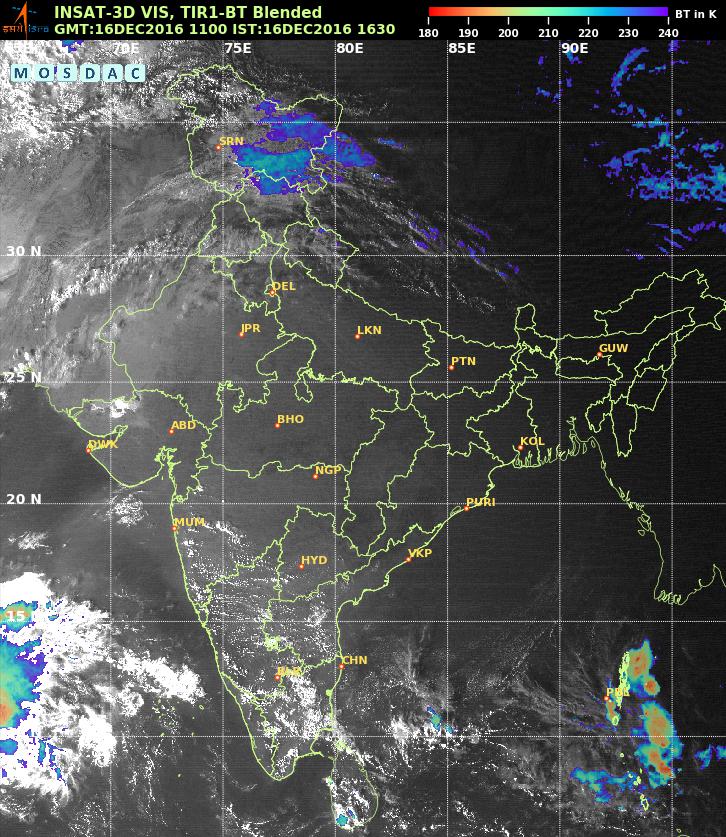 INSAT-3D VIS, TIR1-BT Blended
GMT:16DEC2016 1100 IST:16DEC2016 1630
BT in K
180 190 200 210 220 230 240
70E 75E 80E 85E 90E
MOSDAC
SRN
30 N
DEL
JPR LKN
GUW
PTN
25 N
ABD BHO
KOL
DWK
NGP
20 N
PURI
MUM
VKP
HYD
15
CHN